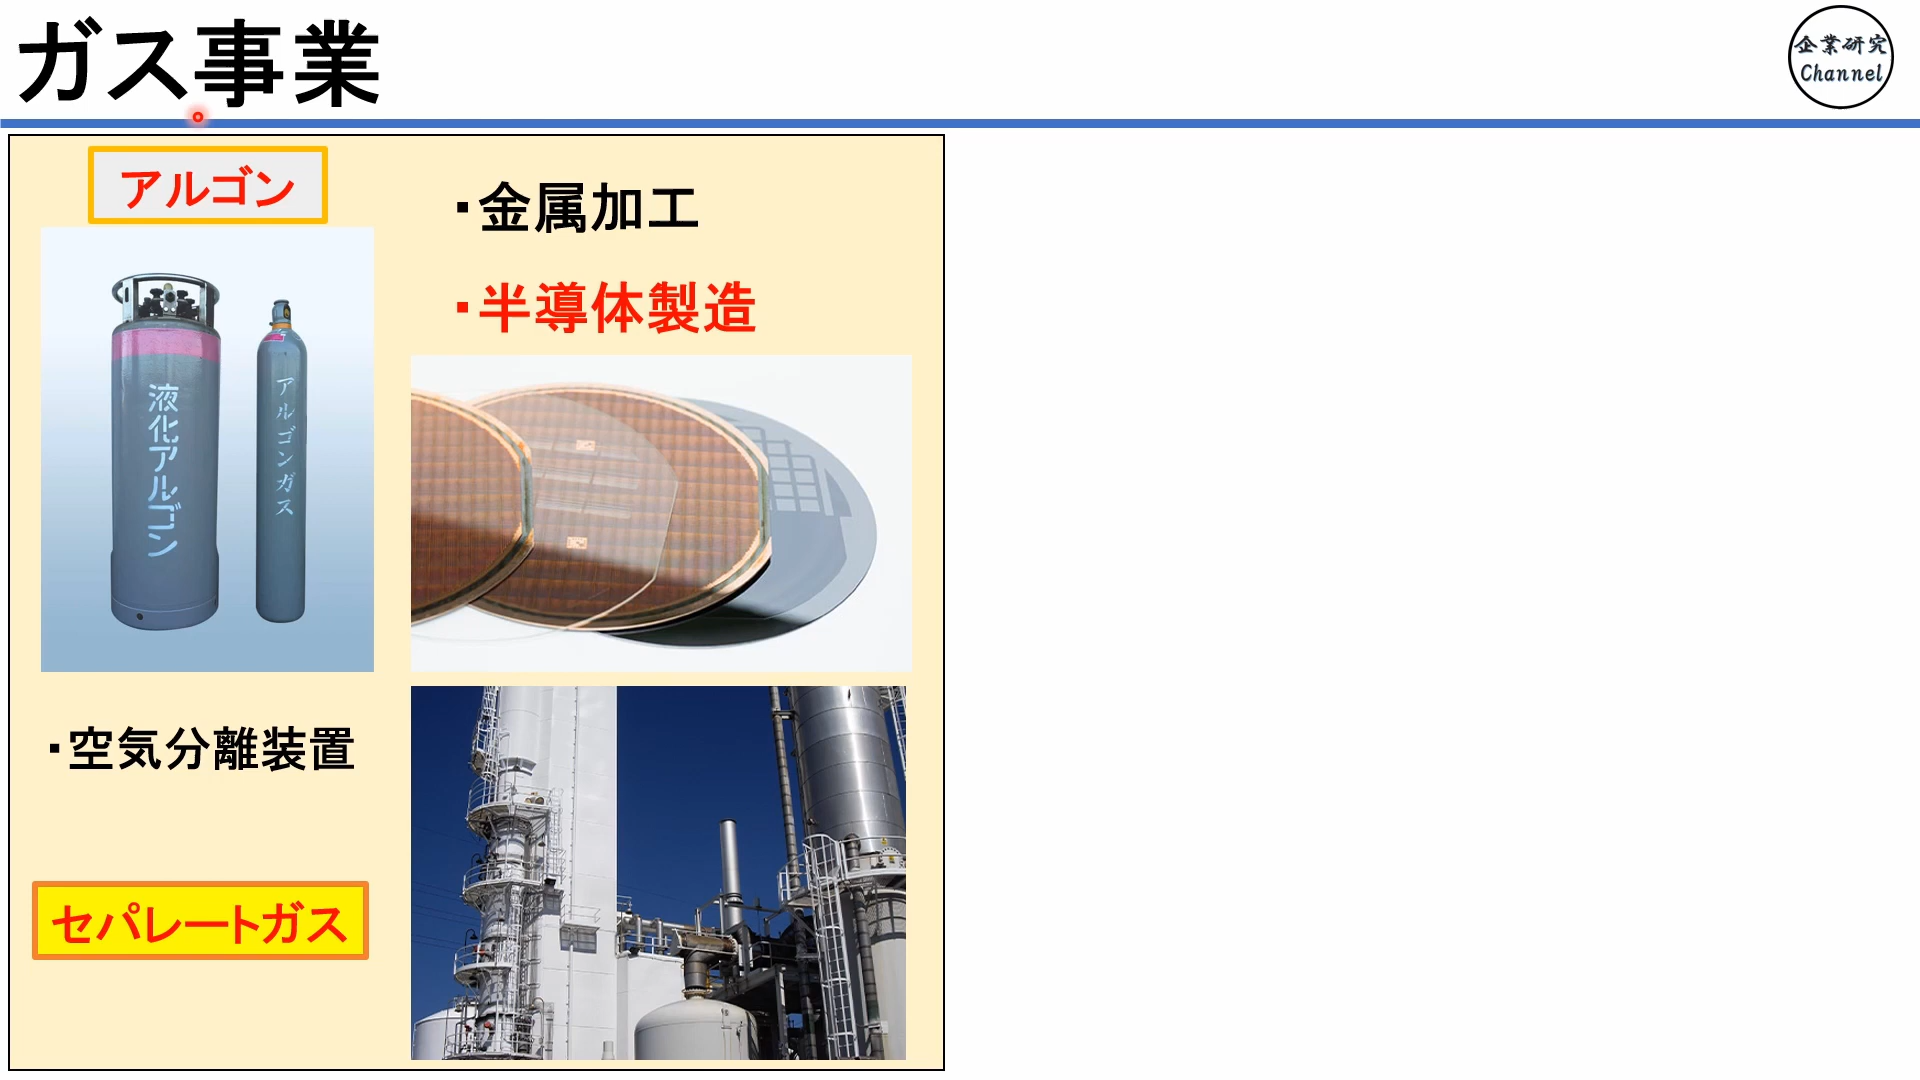 ガス事業
企業研究
Channel
アルゴン
・金属加工
・半導体製造
液化アルゴン
アルゴンガス
・空気分離装置
セパレートガス